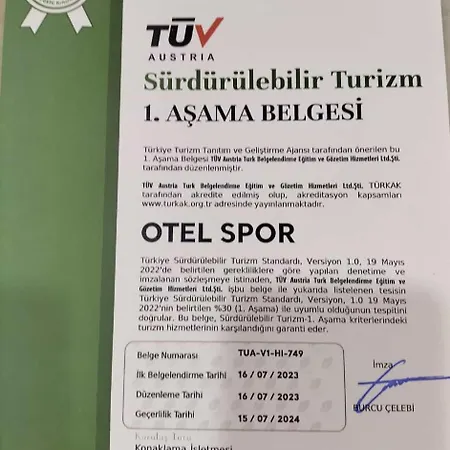 TÜV
AUSTRIA
Sürdürülebilir Turizm
1. AŞAMA BELGESİ
Türkiye Turizm Tanıtım ve Geliştirme Ajansı tarafından önerilen bu
1. Aşama Belgesi TÜV Austria Turk Belgelendirme Eğitim ve Gözetim Hizmetleri Ltd.Şti.
tarafından düzenlenmiştir.
TÜV Austria Turk Belgelendirme Eğitim ve Gözetim Hizmetleri Ltd.Şti, TÜRKAK
tarafından akredite edilmiş olup, akreditasyon kapsamları
www.turkak.org.tr adresinde yayınlanmaktadır.
OTEL SPOR
Türkiye Sürdürülebilir Turizm Standardı, Versiyon 1.0, 19 Mayıs
2022'de belirtilen gerekliliklere göre yapılan denetime ve
imzalanan sözleşmeye istinaden, TÜV Austria Turk Belgelendirme Eğitim ve
Gözetim Hizmetleri Ltd.Şti, işbu belge ile yukarıda listelenen tesisin
Türkiye Sürdürülebilir Turizm Standardı, Versiyon, 1.0 19 Mayıs
2022'nin belirtilen %30 (1. Aşama) ile uyumlu olduğunun tespitini
doğrular. Bu belge, Sürdürülebilir Turizm-1. Aşama kriterlerindeki
turizm hizmetlerinin karşılandığını garanti eder.
Belge Numarası TUA-V1-HI-749
İlk Belgelendirme Tarihi 16 / 07 / 2023
Düzenleme Tarihi 16 / 07 / 2023
Geçerlilik Tarihi 15 / 07 / 2024
İmza
BURCU ÇELEBİ
Kuruluş Türü
Konaklama İşletmesi